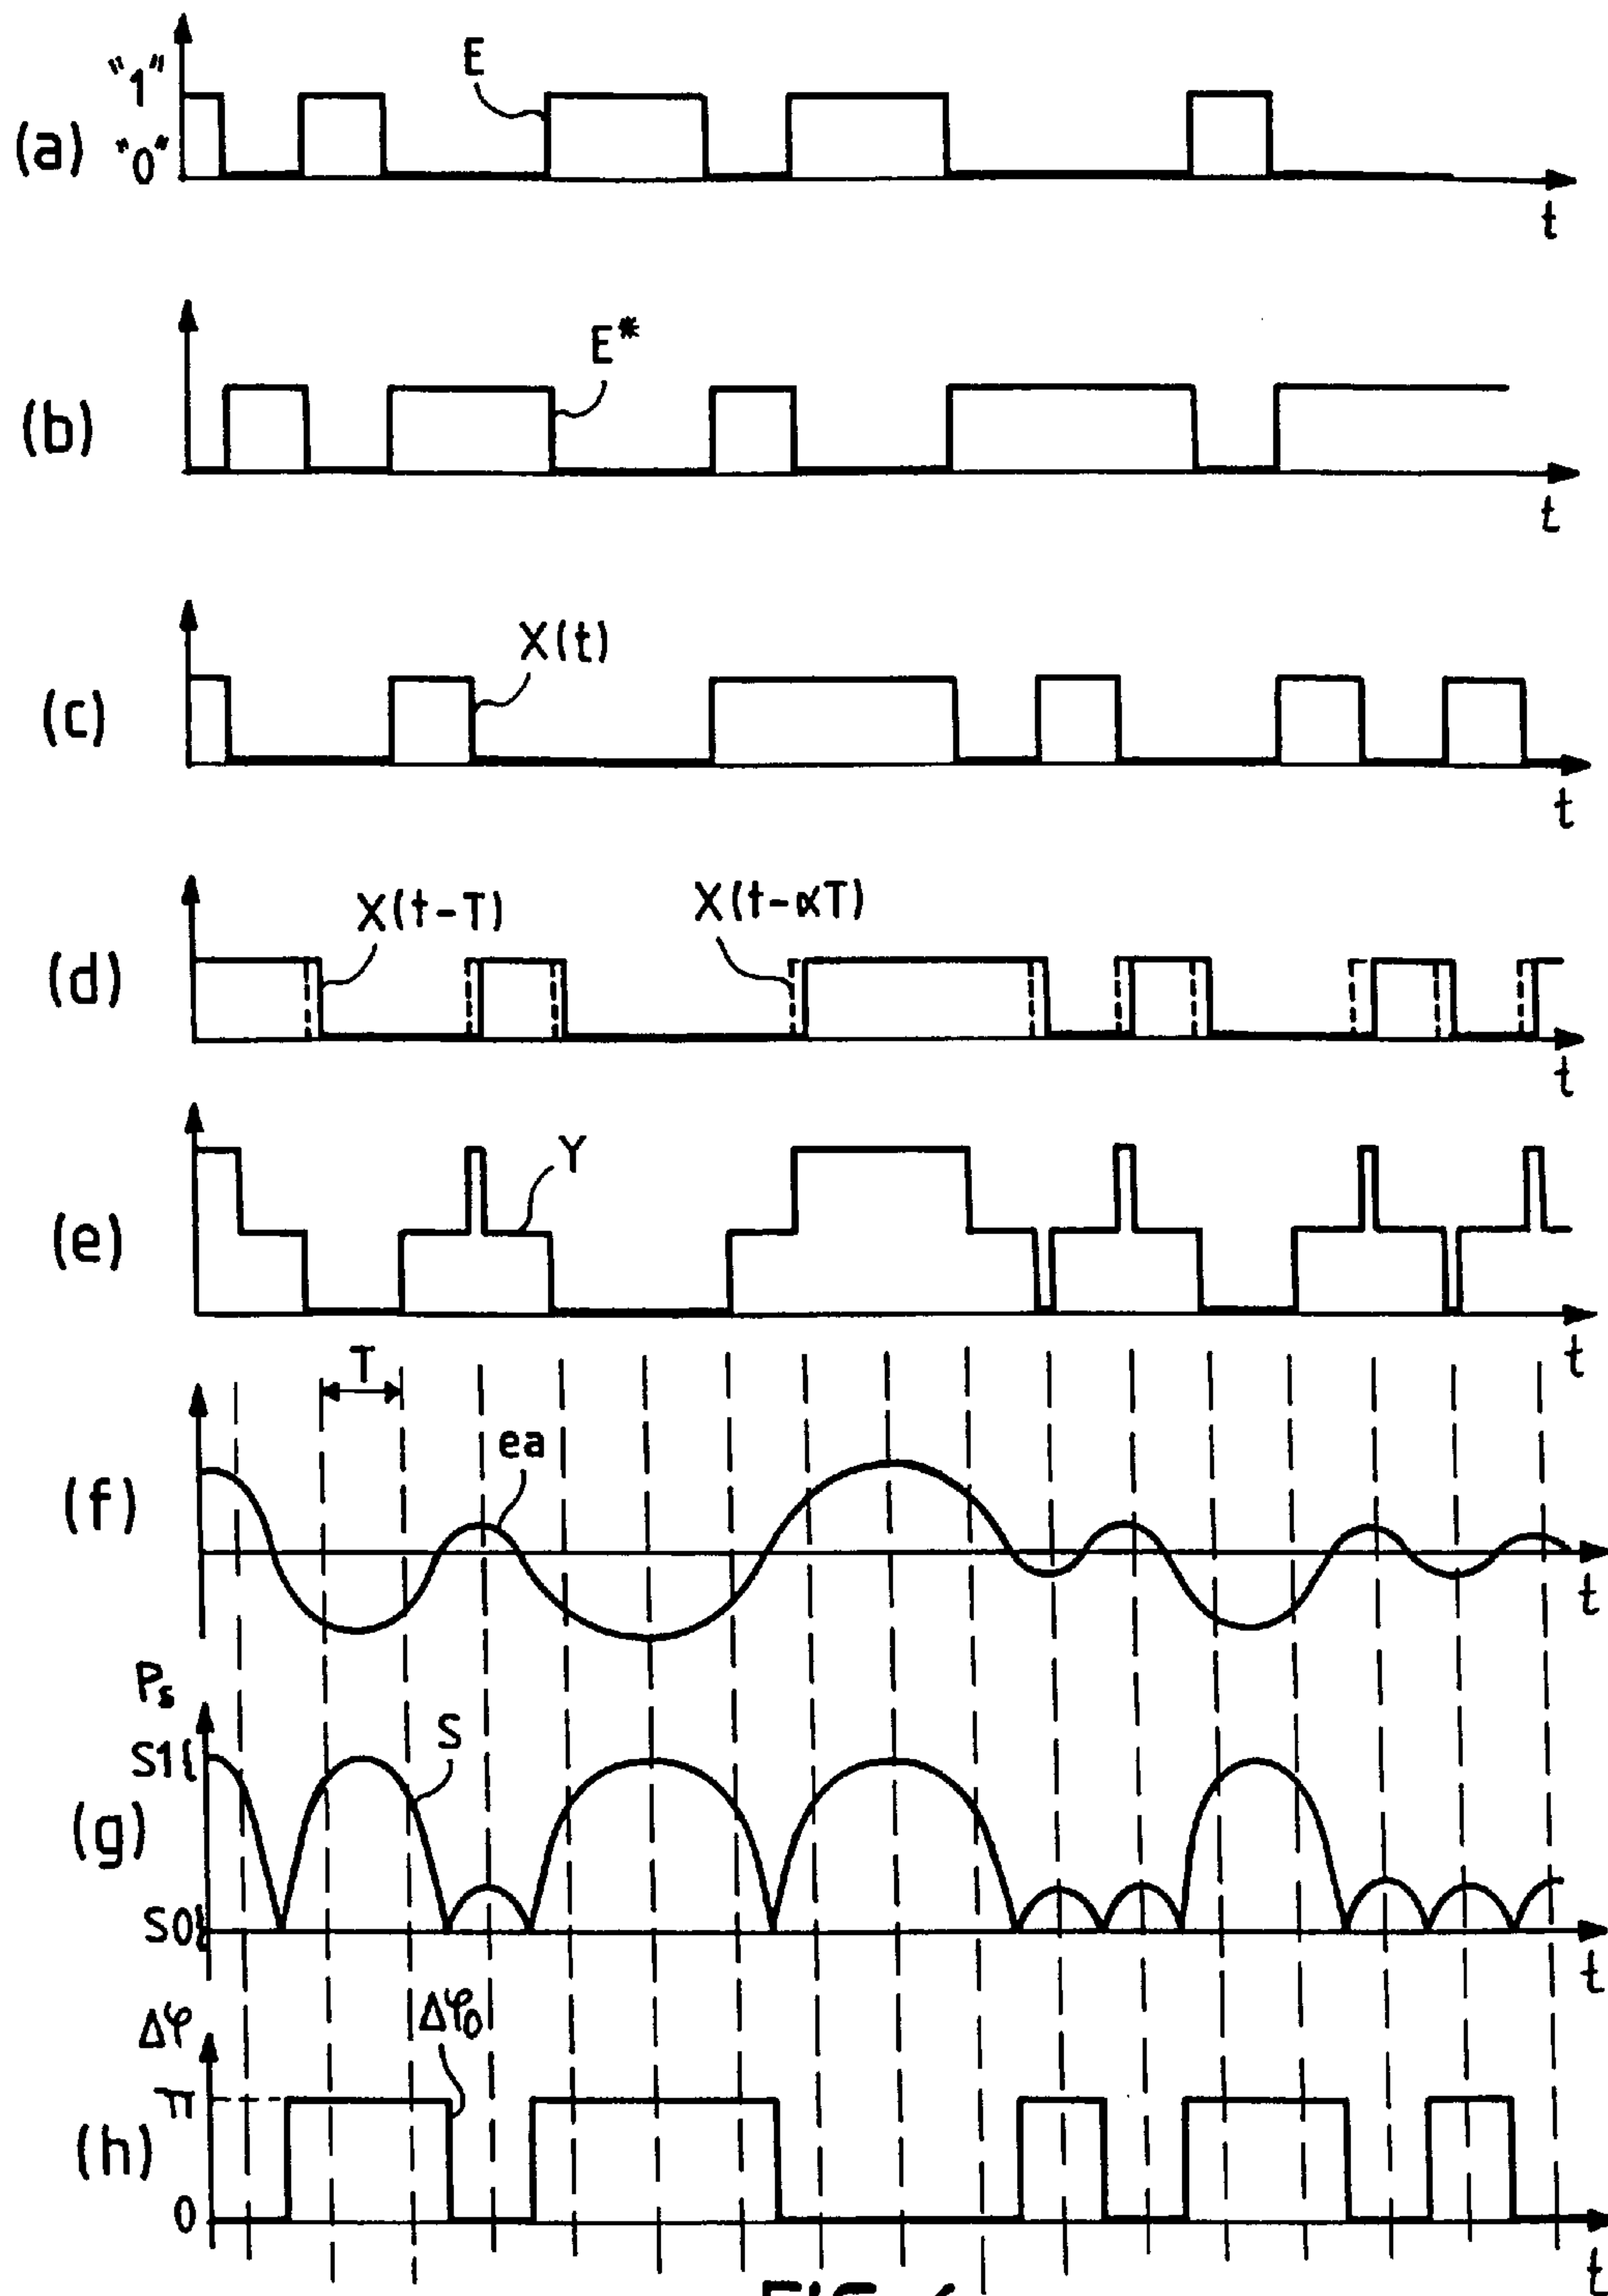 (a) "1" "0" E t
(b) E* t
(c) X(t) t
(d) X(t-T) X(t-αT) t
(e) Y t
(f) T ea t
(g) Ps S1 S S0 t
(h) Δφ Δφ0 π 0 t